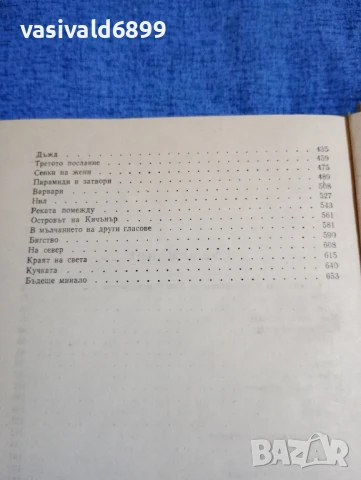 vasivald6899
Дъжд . . . . . . . . . . . . . 435
Третото послание . . . . . . . . . . 459
Сенки на жени . . . . . . . . . . . 475
Пирамиди и затвори . . . . . . . . . 489
Варвари . . . . . . . . . . . . 508
Нил . . . . . . . . . . . . . 527
Реката помежду . . . . . . . . . . 543
Островът на Кичънър . . . . . . . . . 561
В мълчанието на други гласове . . . . . . 581
Бягство . . . . . . . . . . . . 590
На север . . . . . . . . . . . . 608
Краят на света . . . . . . . . . . 615
Кучката . . . . . . . . . . . . 640
Бъдеще минало . . . . . . . . . . 653
BAZAR